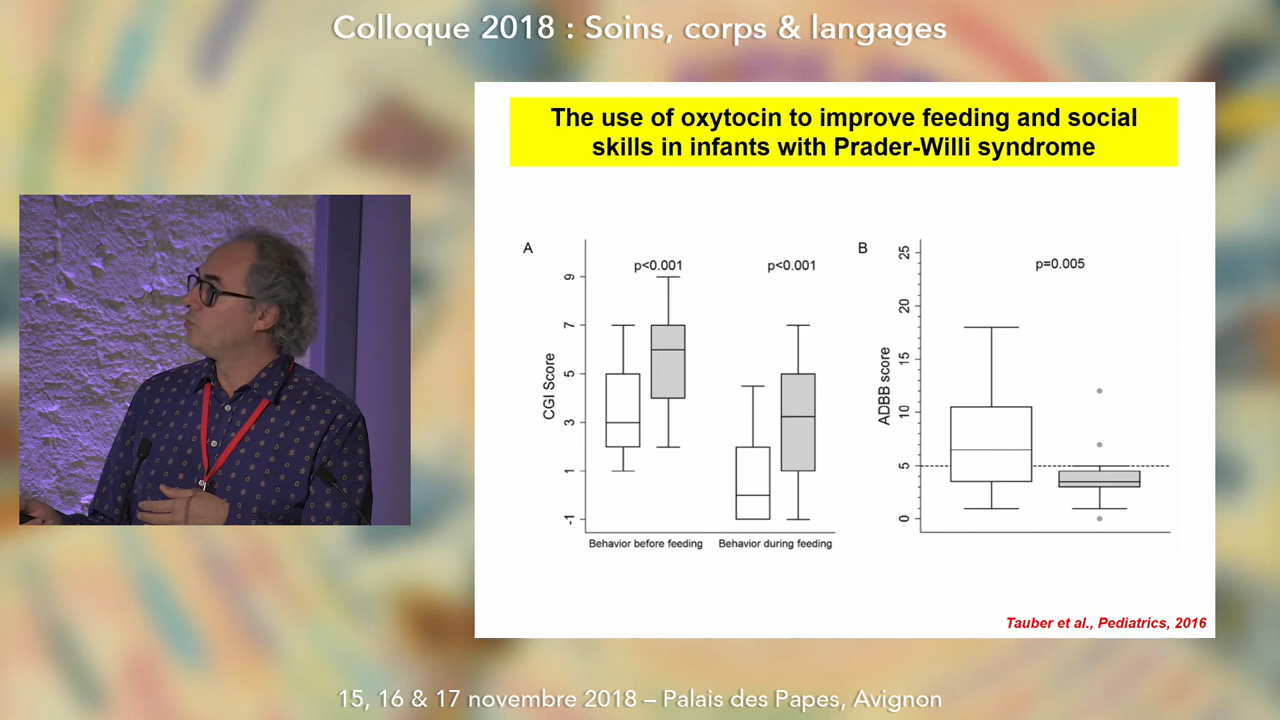 Colloque 2018 : Soins, corps & langages
The use of oxytocin to improve feeding and social
skills in infants with Prader-Willi syndrome
A
p<0.001
p<0.001
CGI Score
9
7
5
3
1
-1
Behavior before feeding
Behavior during feeding
B
p=0.005
ADBB score
25
20
15
10
5
0
Tauber et al., Pediatrics, 2016
15, 16 & 17 novembre 2018 – Palais des Papes, Avignon